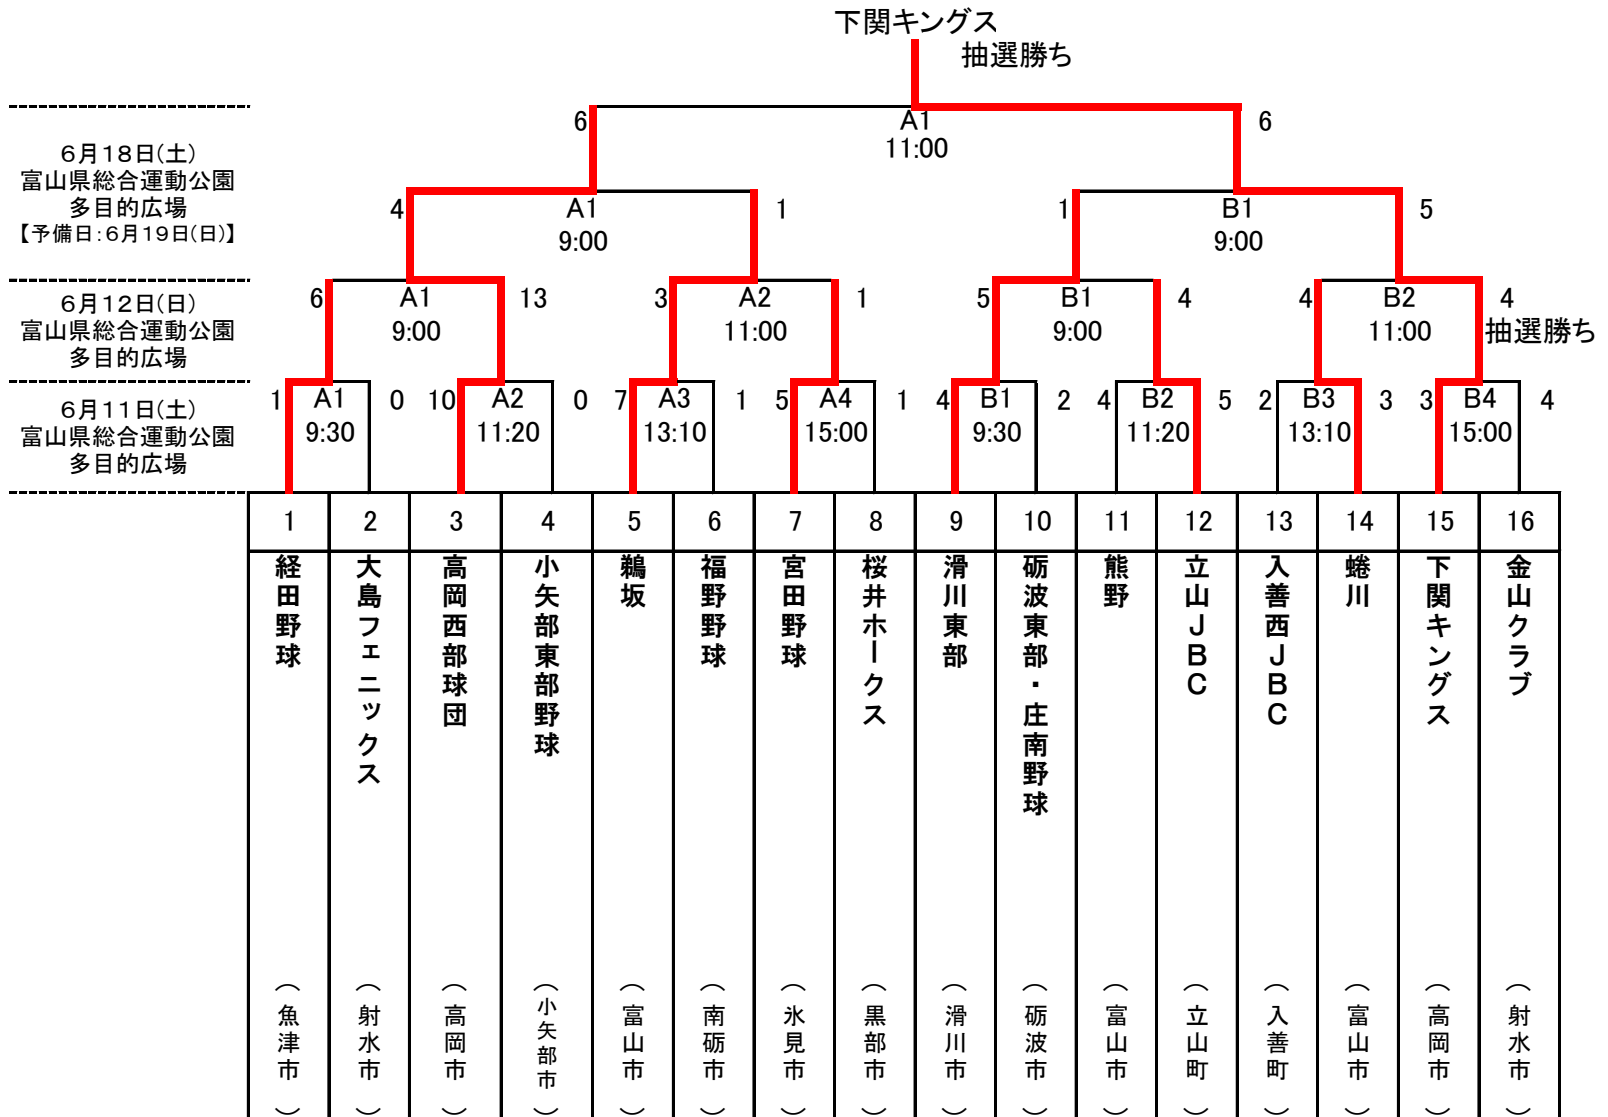 下関キングス
抽選勝ち
6 A1 6
11:00
6月18日(土)
富山県総合運動公園
多目的広場
【予備日:6月19日(日)】
4 A1 1 1 B1 5
9:00 9:00
6月12日(日)
富山県総合運動公園
多目的広場
6 A1 13 3 A2 1 5 B1 4 4 B2 4
9:00 11:00 9:00 11:00 抽選勝ち
6月11日(土)
富山県総合運動公園
多目的広場
1 A1 0 10 A2 0 7 A3 1 5 A4 1 4 B1 2 4 B2 5 2 B3 3 3 B4 4
9:30 11:20 13:10 15:00 9:30 11:20 13:10 15:00
1 2 3 4 5 6 7 8 9 10 11 12 13 14 15 16
経田野球
(魚津市)
大島フェニックス
(射水市)
高岡西部球団
(高岡市)
小矢部東部野球
(小矢部市)
鵜坂
(富山市)
福野野球
(南砺市)
宮田野球
(氷見市)
桜井ホークス
(黒部市)
滑川東部
(滑川市)
砺波東部・庄南野球
(砺波市)
熊野
(富山市)
立山JBC
(立山町)
入善西JBC
(入善町)
蜷川
(富山市)
下関キングス
(高岡市)
金山クラブ
(射水市)